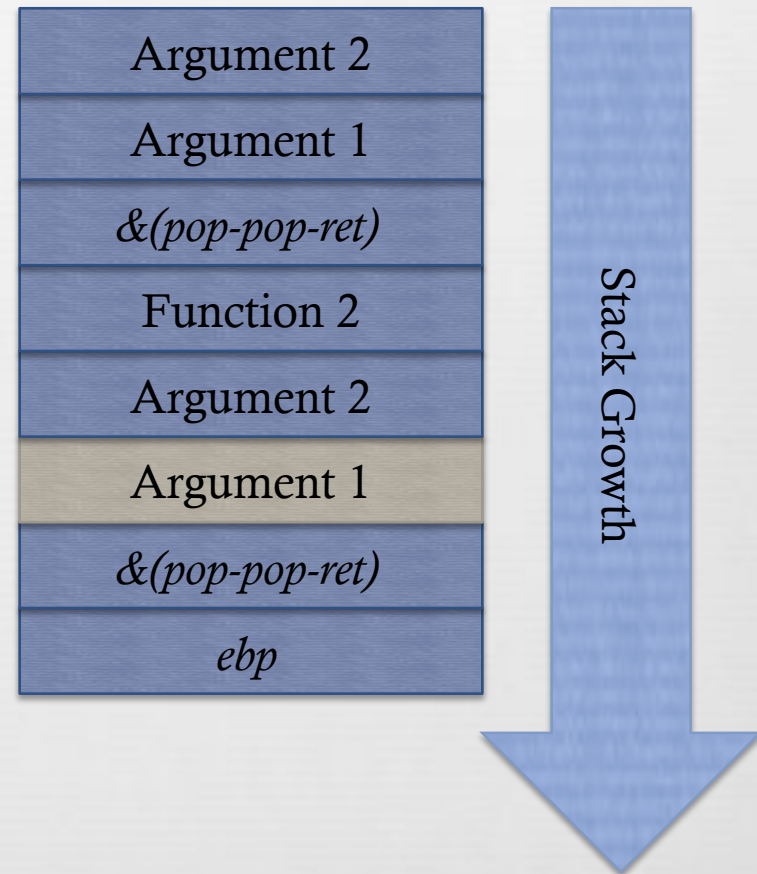 Argument 2
Argument 1
&(pop-pop-ret)
Function 2
Argument 2
Argument 1
&(pop-pop-ret)
ebp
Stack Growth